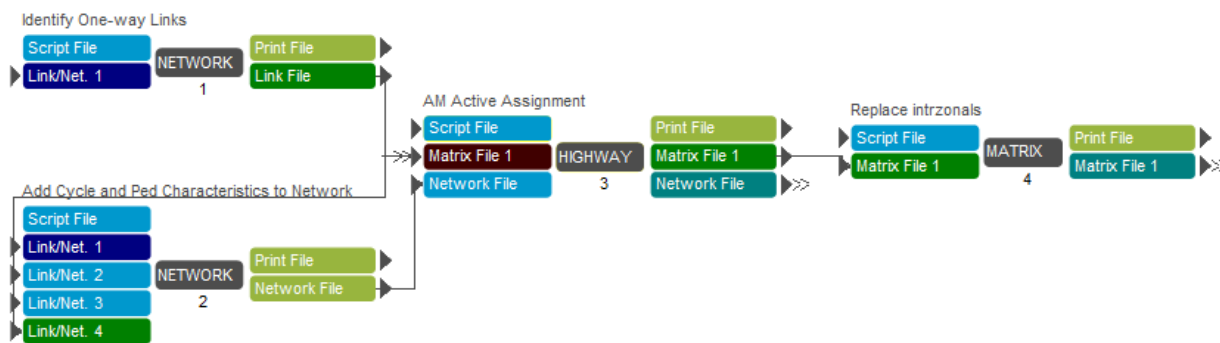 Identify One-way Links
Script File
Link/Net. 1
NETWORK
1
Print File
Link File
Add Cycle and Ped Characteristics to Network
Script File
Link/Net. 1
Link/Net. 2
Link/Net. 3
Link/Net. 4
NETWORK
2
Print File
Network File
AM Active Assignment
Script File
Matrix File 1
Network File
HIGHWAY
3
Print File
Matrix File 1
Network File
Replace intrzonals
Script File
Matrix File 1
MATRIX
4
Print File
Matrix File 1